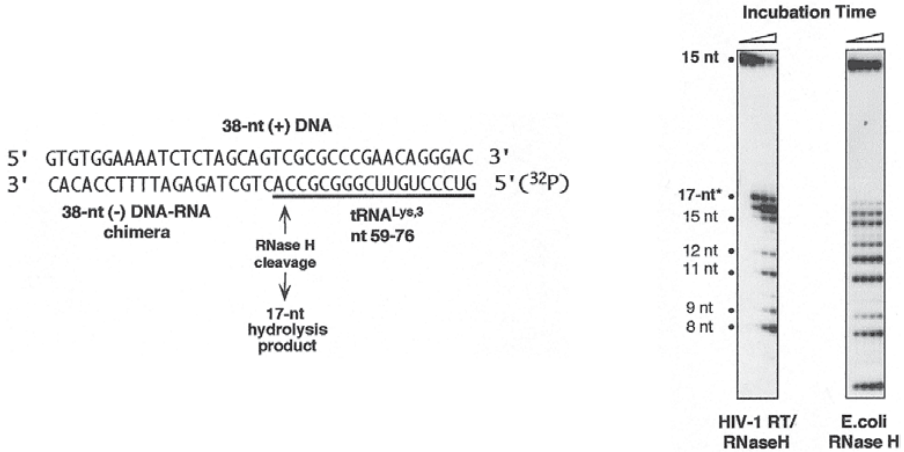 38-nt (+) DNA
5' GTGTGGAAAATCTCTAGCAGTCGCGCCCGAACAGGGAC 3'
3' CACACCTTTTAGAGATCGTCACCGCGGGCUUGUCCCUG 5'(32P)
38-nt (-) DNA-RNA
chimera
RNase H
cleavage
17-nt
hydrolysis
product
tRNALys,3
nt 59-76
Incubation Time
15 nt
17-nt*
15 nt
12 nt
11 nt
9 nt
8 nt
HIV-1 RT/
RNaseH
E.coli
RNase H